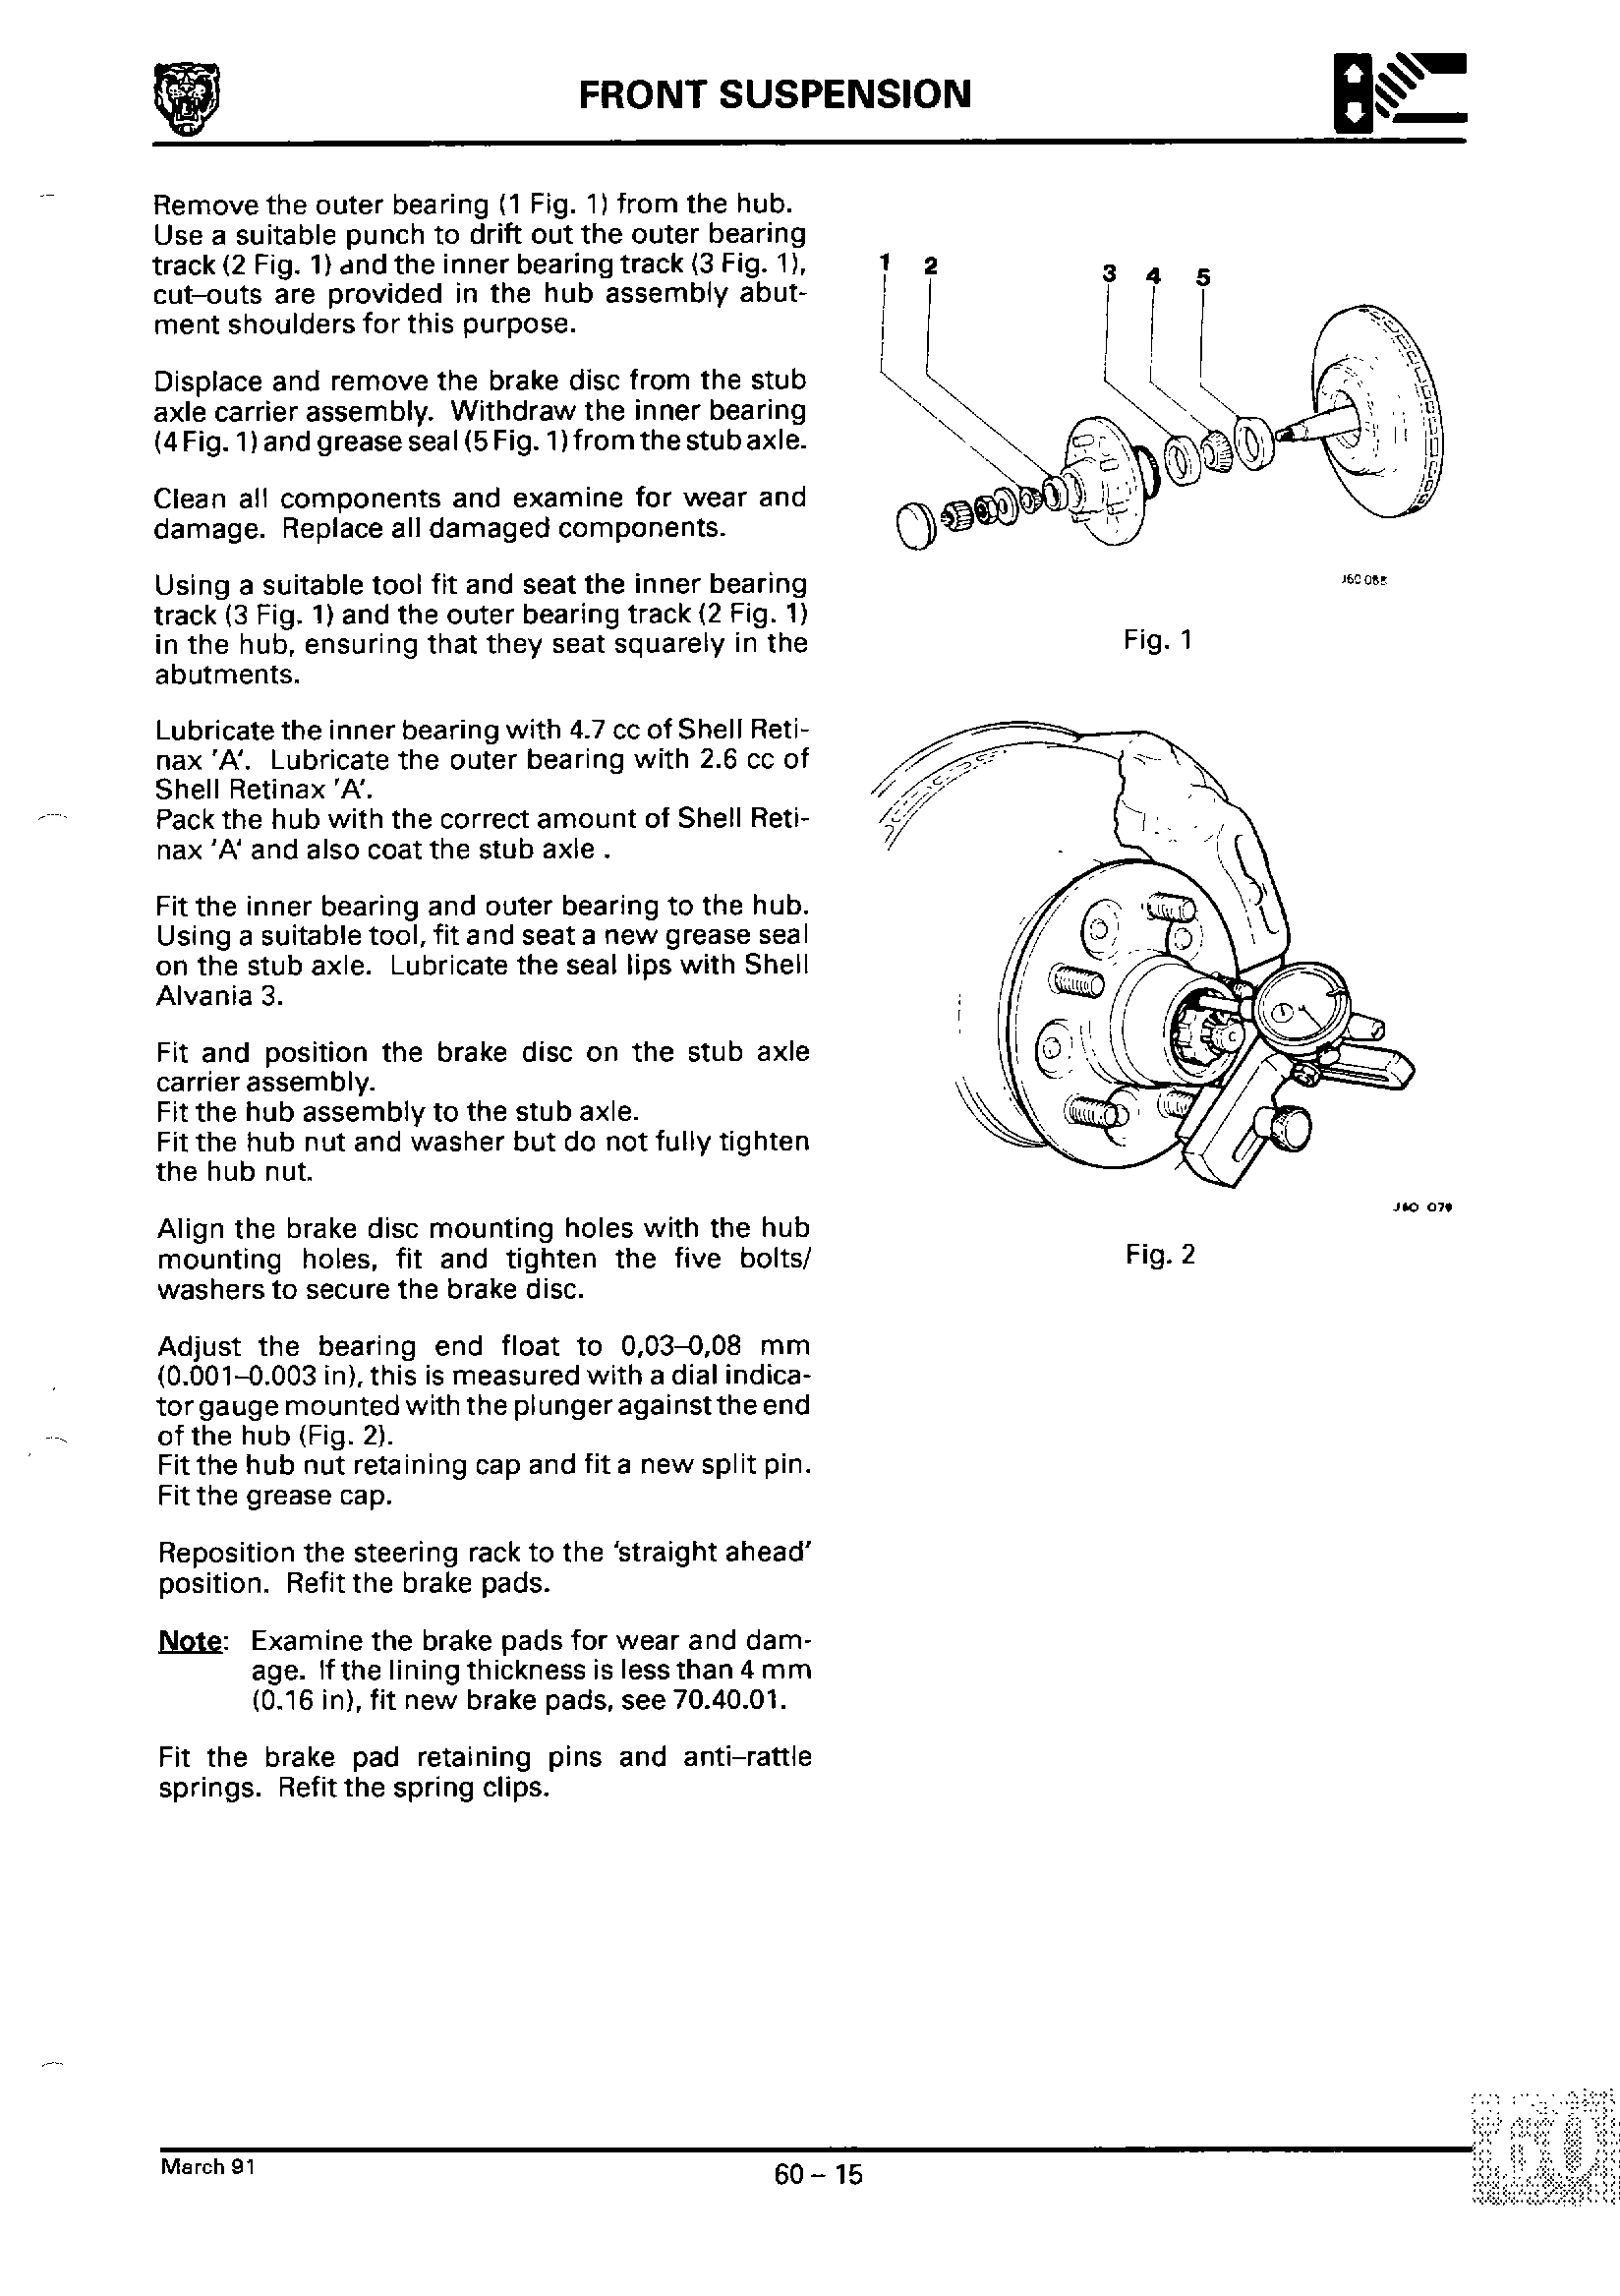 FRONT SUSPENSION
Remove the outer bearing (1 Fig. 1) from the hub.
Use a suitable punch to drift out the outer bearing
track (2 Fig. 1) and the inner bearing track (3 Fig. 1),
cut–outs are provided in the hub assembly abut-
ment shoulders for this purpose.
Displace and remove the brake disc from the stub
axle carrier assembly. Withdraw the inner bearing
(4 Fig. 1) and grease seal (5 Fig. 1) from the stub axle.
Clean all components and examine for wear and
damage. Replace all damaged components.
Using a suitable tool fit and seat the inner bearing
track (3 Fig. 1) and the outer bearing track (2 Fig. 1)
in the hub, ensuring that they seat squarely in the
abutments.
Lubricate the inner bearing with 4.7 cc of Shell Reti-
nax 'A'. Lubricate the outer bearing with 2.6 cc of
Shell Retinax 'A'.
Pack the hub with the correct amount of Shell Reti-
nax 'A' and also coat the stub axle .
Fit the inner bearing and outer bearing to the hub.
Using a suitable tool, fit and seat a new grease seal
on the stub axle. Lubricate the seal lips with Shell
Alvania 3.
Fit and position the brake disc on the stub axle
carrier assembly.
Fit the hub assembly to the stub axle.
Fit the hub nut and washer but do not fully tighten
the hub nut.
Align the brake disc mounting holes with the hub
mounting holes, fit and tighten the five bolts/
washers to secure the brake disc.
Adjust the bearing end float to 0,03–0,08 mm
(0.001–0.003 in), this is measured with a dial indica-
tor gauge mounted with the plunger against the end
of the hub (Fig. 2).
Fit the hub nut retaining cap and fit a new split pin.
Fit the grease cap.
Reposition the steering rack to the 'straight ahead'
position. Refit the brake pads.
Note: Examine the brake pads for wear and dam-
age. If the lining thickness is less than 4 mm
(0.16 in), fit new brake pads, see 70.40.01.
Fit the brake pad retaining pins and anti–rattle
springs. Refit the spring clips.
1 2 3 4 5
Fig. 1
J60 079
Fig. 2
March 91
60 – 15
60